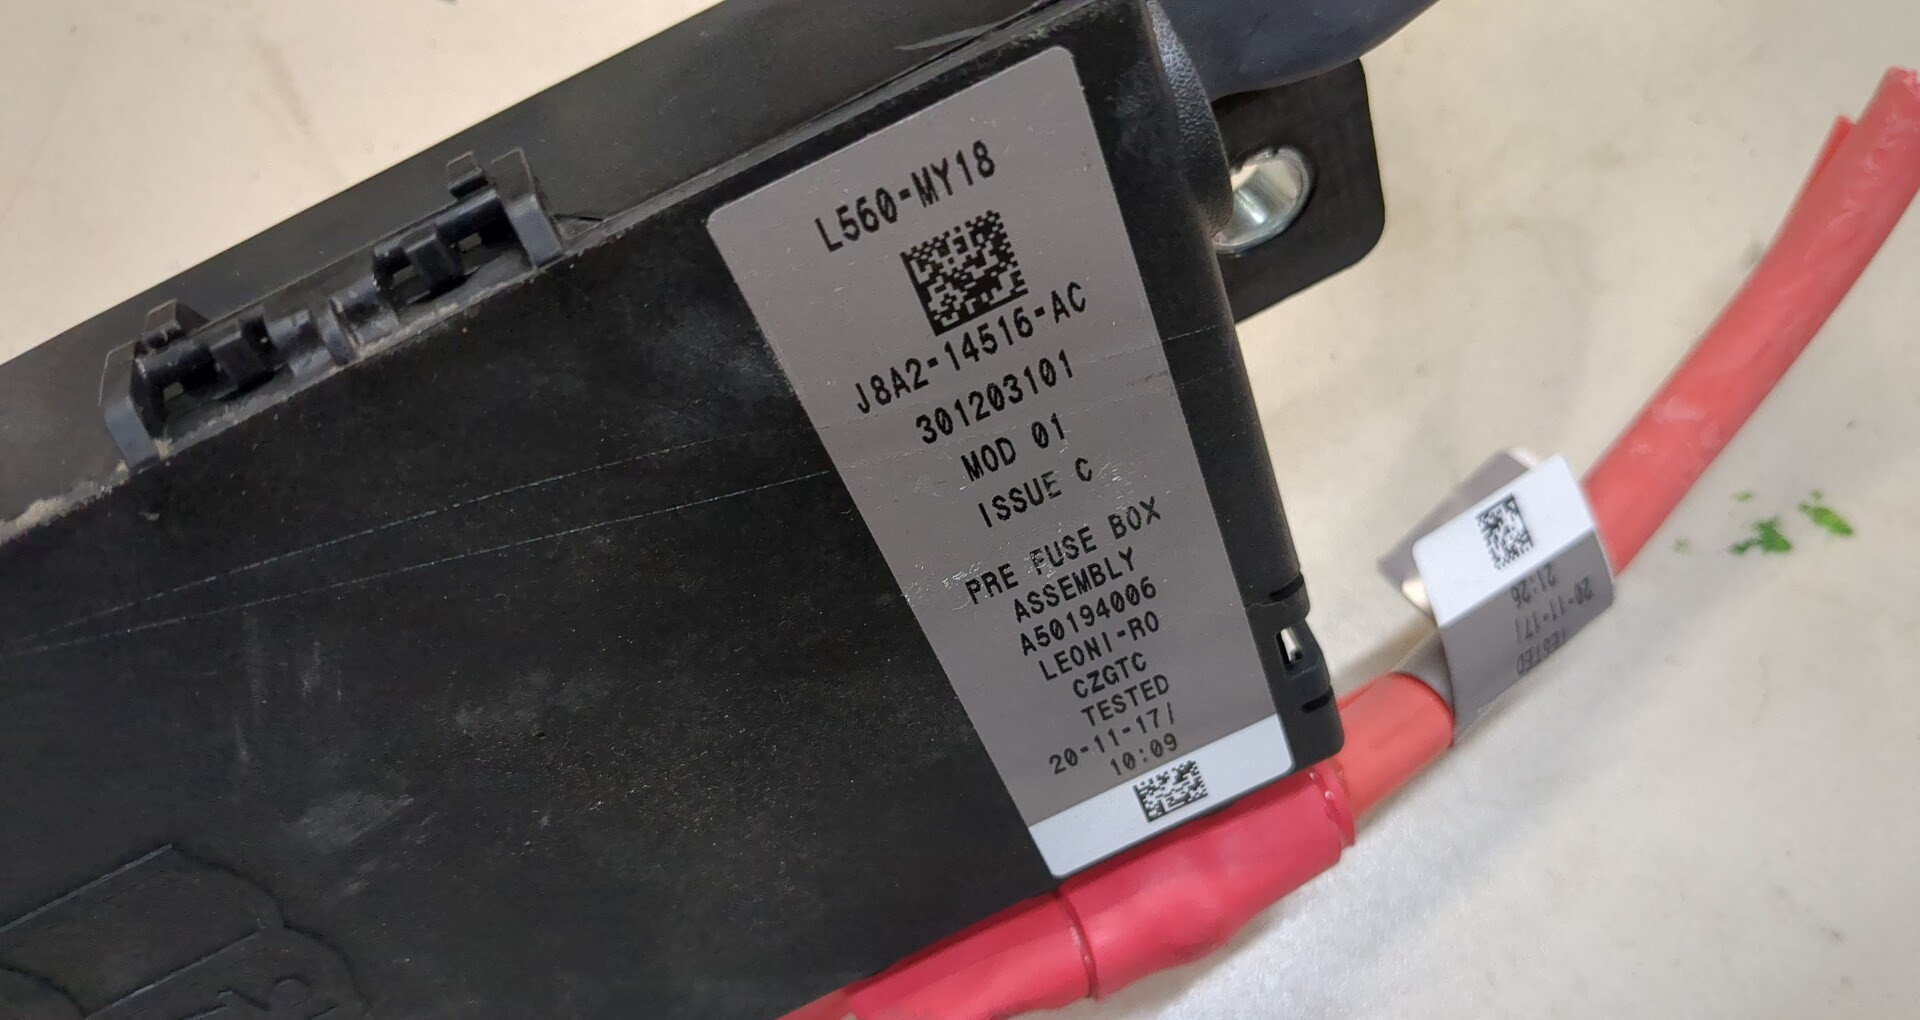 L560-MY18
J8A2-14516-AC
301203101
MOD 01
ISSUE C
PRE FUSE BOX
ASSEMBLY
A50194006
LEONI-RO
CZGTC
TESTED
20-11-17/
10:09
TESTED
20-11-17/
21:26